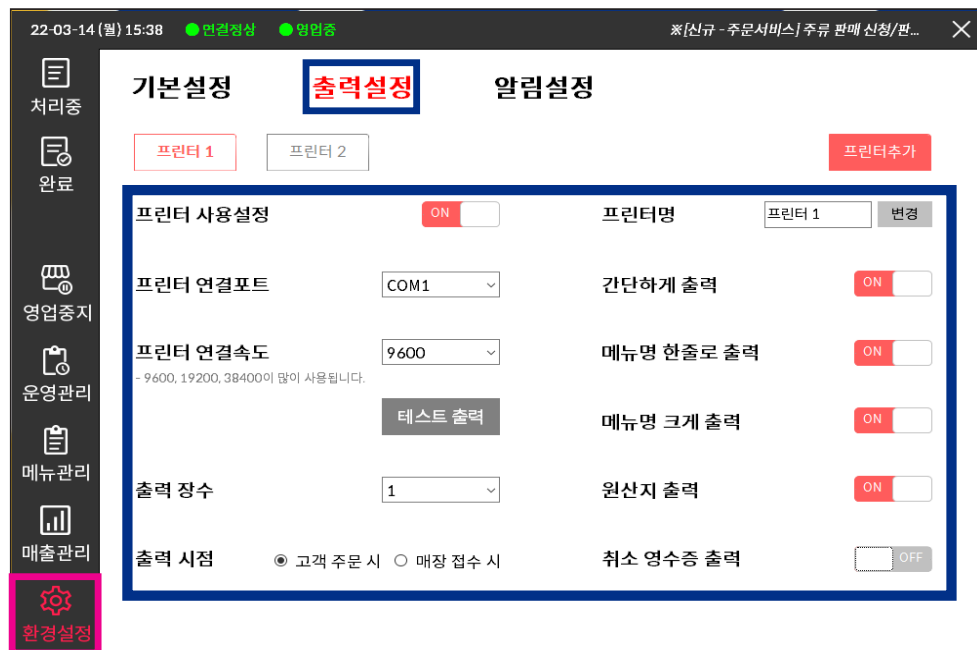 22-03-14 (월) 15:38 연결정상 영업중 ※[신규 - 주문서비스] 주류 판매 신청/판...
처리중
완료
영업중지
운영관리
메뉴관리
매출관리
환경설정
기본설정 출력설정 알림설정
프린터 1 프린터 2 프린터추가
프린터 사용설정 ON 프린터명 프린터 1 변경
프린터 연결포트 COM1 간단하게 출력 ON
프린터 연결속도 9600 메뉴명 한줄로 출력 ON
- 9600, 19200, 38400이 많이 사용됩니다.
테스트 출력 메뉴명 크게 출력 ON
출력 장수 1 원산지 출력 ON
출력 시점 고객 주문 시 매장 접수 시 취소 영수증 출력 OFF